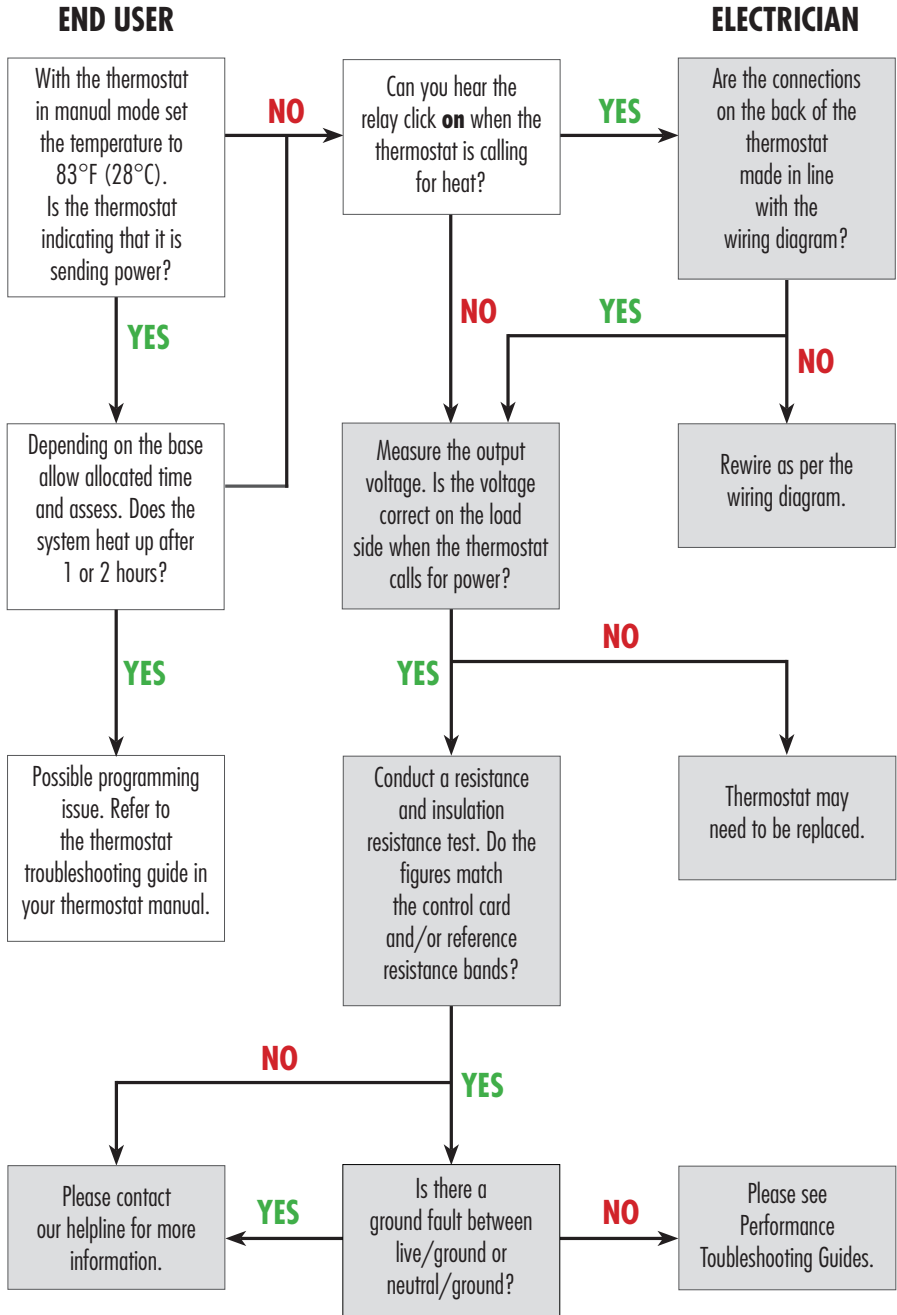 END USER
ELECTRICIAN
With the thermostat
in manual mode set
the temperature to
83°F (28°C).
Is the thermostat
indicating that it is
sending power?
NO
Can you hear the
relay click on when the
thermostat is calling
for heat?
YES
Are the connections
on the back of the
thermostat
made in line
with the
wiring diagram?
YES
NO
YES
NO
Depending on the base
allow allocated time
and assess. Does the
system heat up after
1 or 2 hours?
Measure the output
voltage. Is the voltage
correct on the load
side when the thermostat
calls for power?
Rewire as per the
wiring diagram.
YES
YES
NO
Possible programming
issue. Refer to
the thermostat
troubleshooting guide in
your thermostat manual.
Conduct a resistance
and insulation
resistance test. Do the
figures match
the control card
and/or reference
resistance bands?
Thermostat may
need to be replaced.
NO
YES
Please contact
our helpline for more
information.
YES
Is there a
ground fault between
live/ground or
neutral/ground?
NO
Please see
Performance
Toubleshooting Guides.